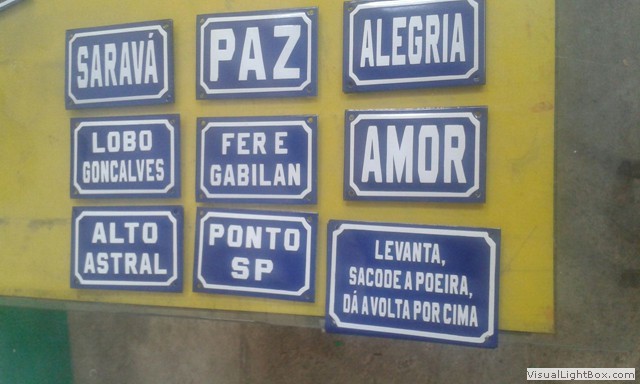 SARAVÁ
PAZ
ALEGRIA
LOBO
GONCALVES
FER E
GABILAN
AMOR
ALTO
ASTRAL
PONTO
SP
LEVANTA,
SACODE A POEIRA,
DÁ A VOLTA POR CIMA
VisualLightBox.com